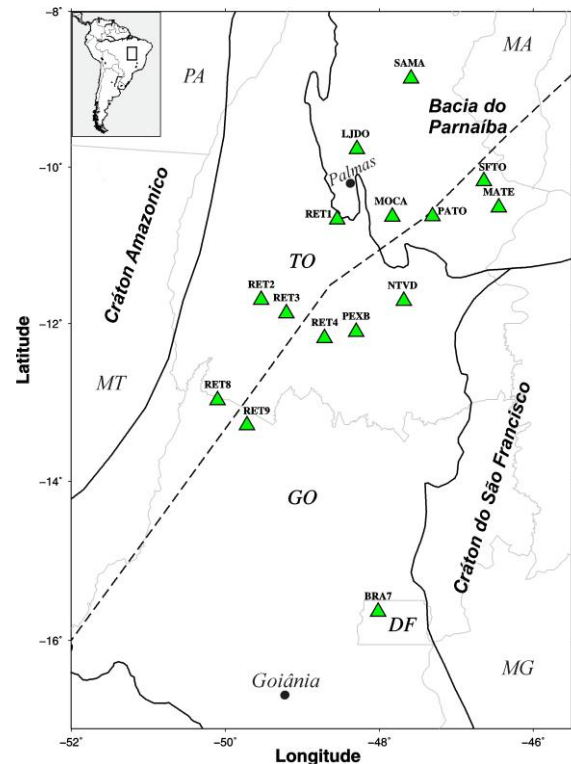 −8°
MA
PA
SAMA
Bacia do
Parnaíba
LJDO
−10°
Palmas
SFTO
MATE
MOCA
PATO
RET1
Cráton Amazonico
TO
RET2
RET3
NTVD
PEXB
RET4
−12°
Latitude
MT
RET8
RET9
Cráton do São Francisco
−14°
GO
BRA7
DF
−16°
Goiânia
MG
−52°
−50°
−48°
−46°
Longitude